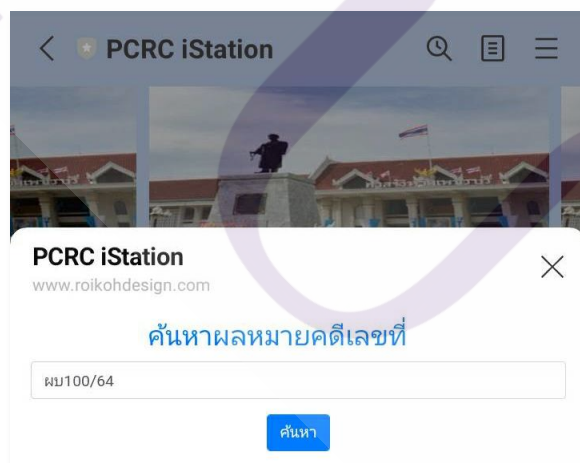 PCRC iStation
PCRC iStation
www.roikohdesign.com
ค้นหาผลหมายคดีเลขที่
ผบ100/64
ค้นหา